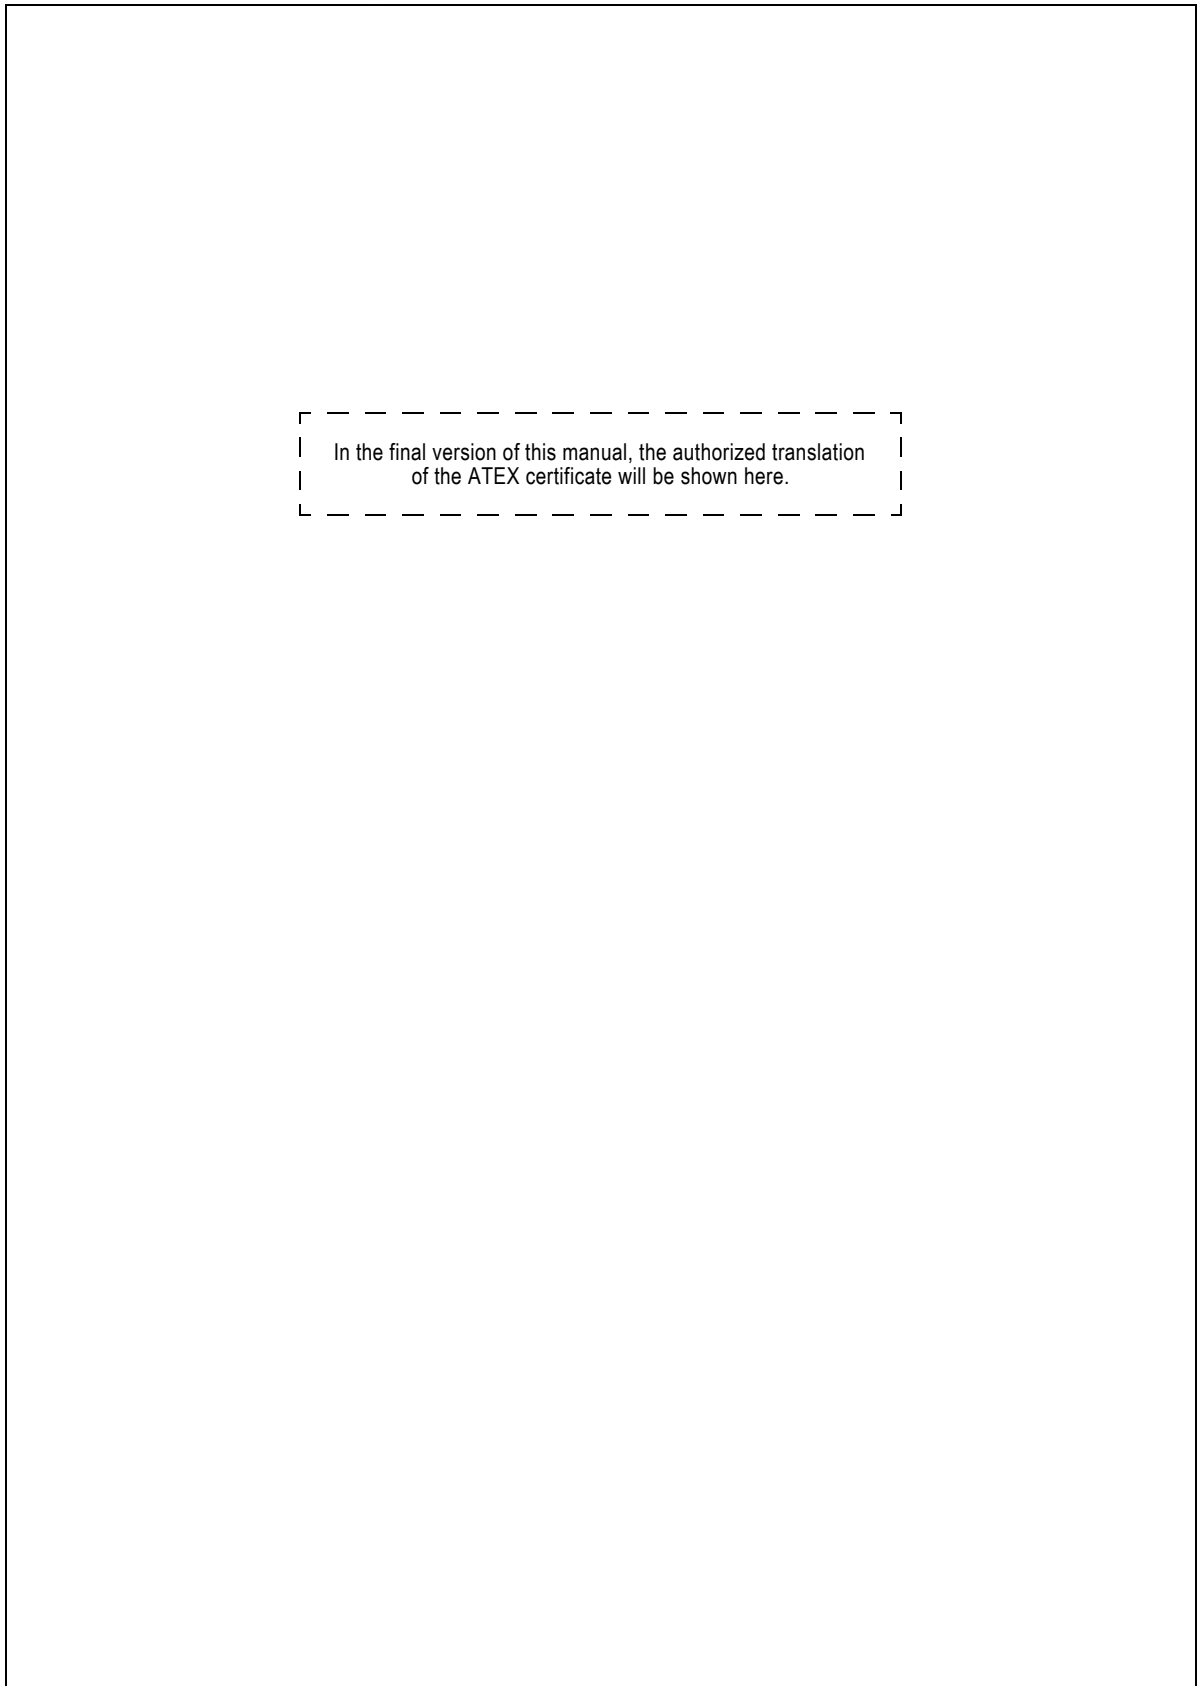 In the final version of this manual, the authorized translation
of the ATEX certificate will be shown here.